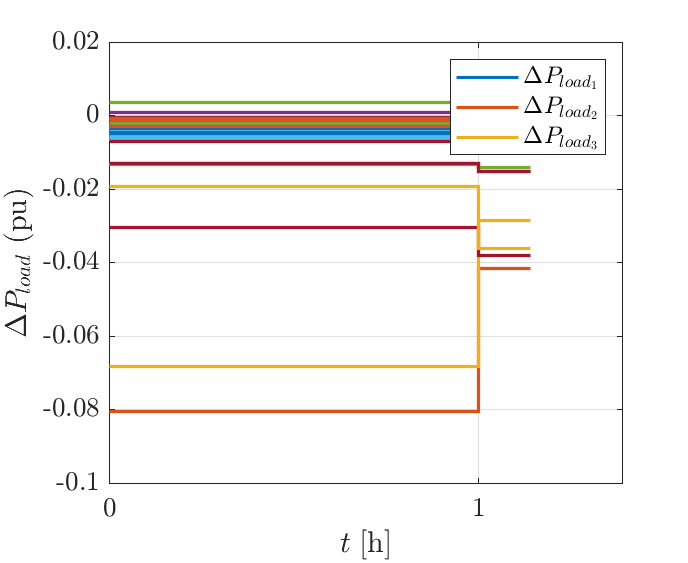 0.02
0
-0.02
-0.04
-0.06
-0.08
-0.1
ΔP_load (pu)
ΔP_load₁
ΔP_load₂
ΔP_load₃
0 1
t [h]